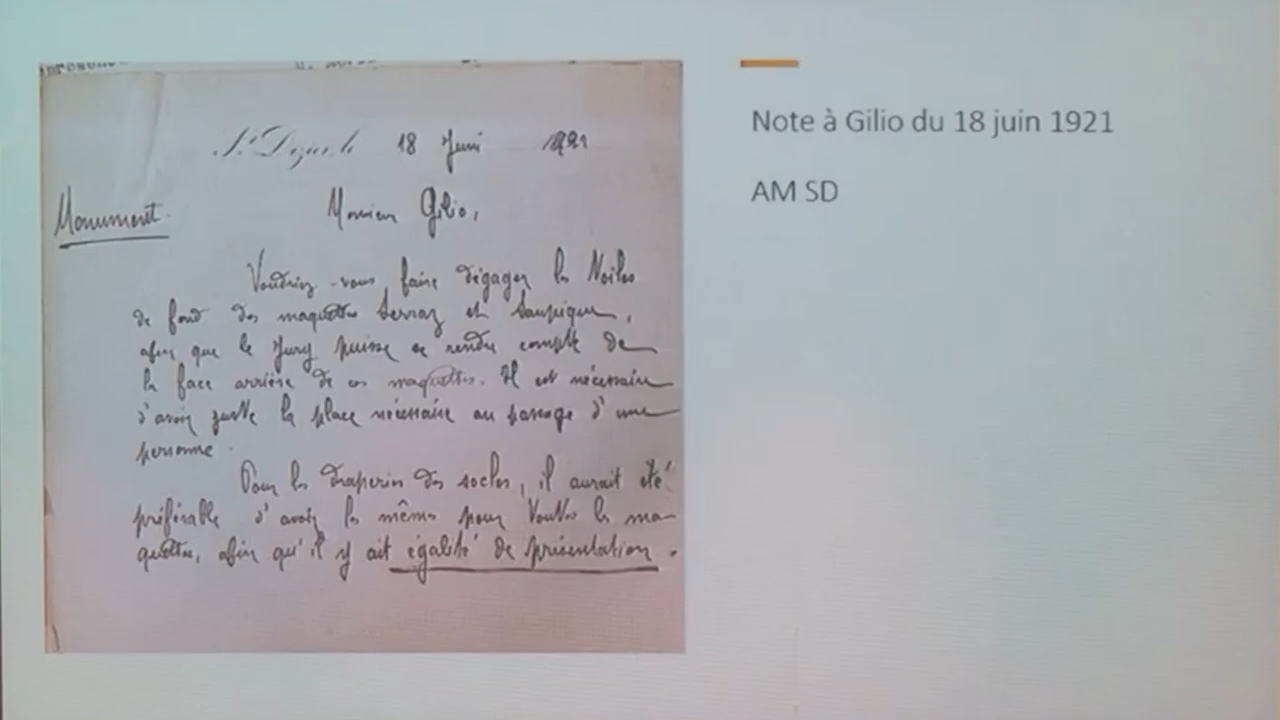 St Dizier, le 18 Juin 1921
Monument
Monsieur Gilio,
Voudriez-vous faire dégager les Voiles
de fond des maquettes Serraz et
afin que le Jury puisse se rendre compte de
la face arrière de ces maquettes. Il est nécessaire
d'avoir juste la place nécessaire au passage d'une
personne.
Pour les draperies des socles, il aurait été
préférable d'avoir les mêmes pour toutes les ma-
quettes, afin qu'il y ait égalité de présentation.
Note à Gilio du 18 juin 1921
AM SD